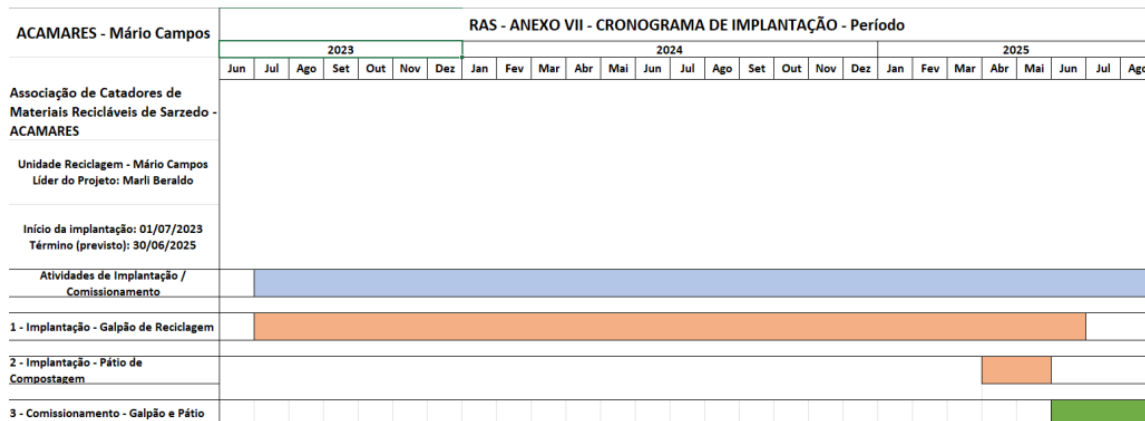 ACAMARES - Mário Campos
RAS - ANEXO VII - CRONOGRAMA DE IMPLANTAÇÃO - Período
2023 2024 2025
Jun Jul Ago Set Out Nov Dez Jan Fev Mar Abr Mai Jun Jul Ago Set Out Nov Dez Jan Fev Mar Abr Mai Jun Jul Ago
Associação de Catadores de
Materiais Recicláveis de Sarzedo -
ACAMARES
Unidade Reciclagem - Mário Campos
Líder do Projeto: Marli Beraldo
Início da implantação: 01/07/2023
Término (previsto): 30/06/2025
Atividades de Implantação /
Comissionamento
1 - Implantação - Galpão de Reciclagem
2 - Implantação - Pátio de
Compostagem
3 - Comissionamento - Galpão e Pátio